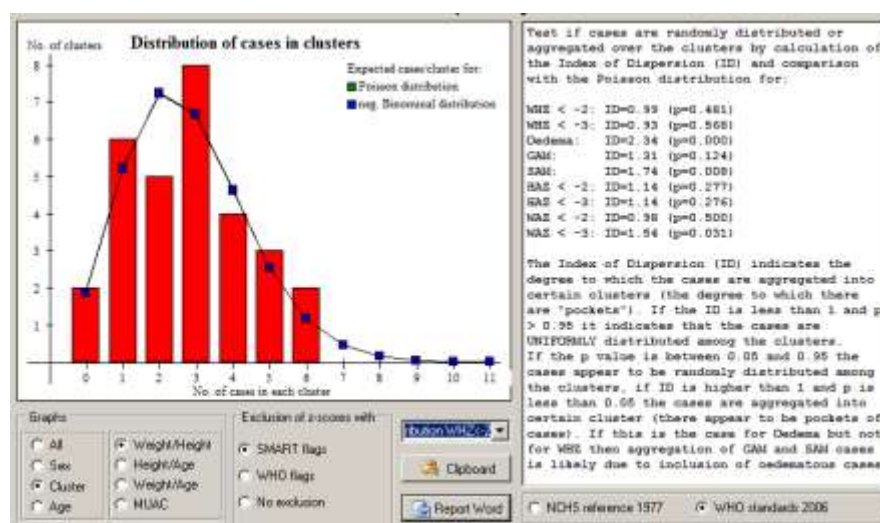 No. of clusters
Distribution of cases in clusters
Expected cases/cluster for:
Poisson distribution
neg. Binominal distribution
8
7
6
5
4
3
2
1
0 1 2 3 4 5 6 7 8 9 10 11
No. of cases in each cluster
Test if cases are randomly distributed or
aggregated over the clusters by calculation of
the Index of Dispersion (ID) and comparison
with the Poisson distribution for:
WHZ < -2: ID=0.99 (p=0.481)
WHZ < -3: ID=0.93 (p=0.568)
Oedema: ID=2.34 (p=0.000)
GAM: ID=1.31 (p=0.124)
SAM: ID=1.74 (p=0.008)
HAZ < -2: ID=1.14 (p=0.277)
HAZ < -3: ID=1.14 (p=0.276)
WAZ < -2: ID=0.98 (p=0.500)
WAZ < -3: ID=1.54 (p=0.031)
The Index of Dispersion (ID) indicates the
degree to which the cases are aggregated into
certain clusters (the degree to which there
are "pockets"). If the ID is less than 1 and p
> 0.95 it indicates that the cases are
UNIFORMLY distributed among the clusters.
If the p value is between 0.05 and 0.95 the
cases appear to be randomly distributed among
the clusters, if ID is higher than 1 and p is
less than 0.05 the cases are aggregated into
certain cluster (there appear to be pockets of
cases). If this is the case for Oedema but not
for WHZ then aggregation of GAM and SAM cases
is likely due to inclusion of oedematous cases
Graphs
All
Sex
Cluster
Age
Weight/Height
Height/Age
Weight/Age
MUAC
Exclusion of z-scores with:
SMART flags
WHO flags
No exclusion
ribution WHZ<-2
Clipboard
Report Word
NCHS reference 1977
WHO standards 2006